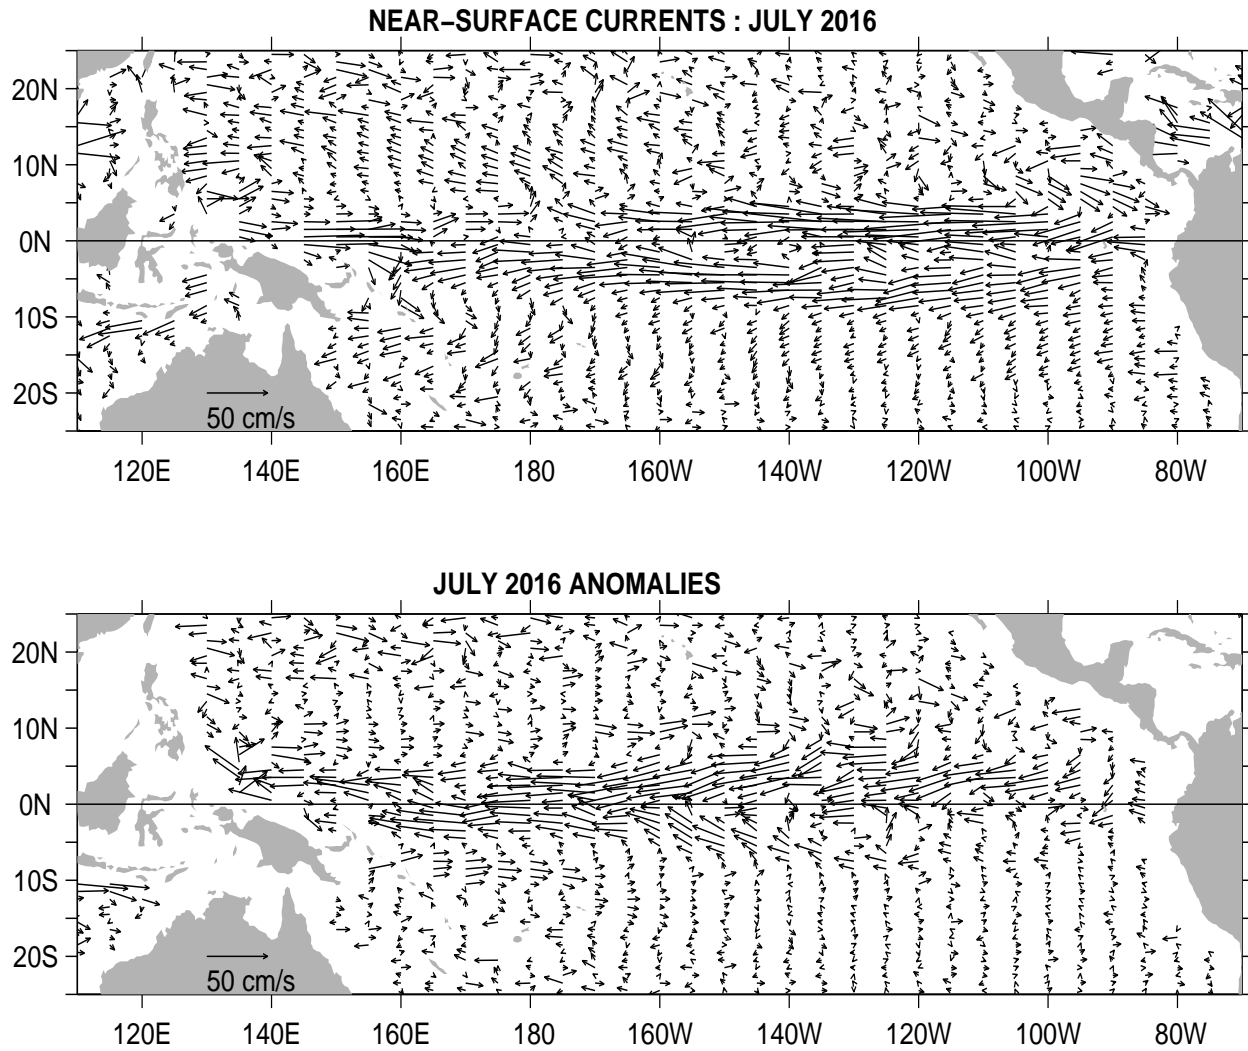 NEAR−SURFACE CURRENTS : JULY 2016
20N
10N
0N
10S
20S
50 cm/s
120E 140E 160E 180 160W 140W 120W 100W 80W
JULY 2016 ANOMALIES
20N
10N
0N
10S
20S
50 cm/s
120E 140E 160E 180 160W 140W 120W 100W 80W